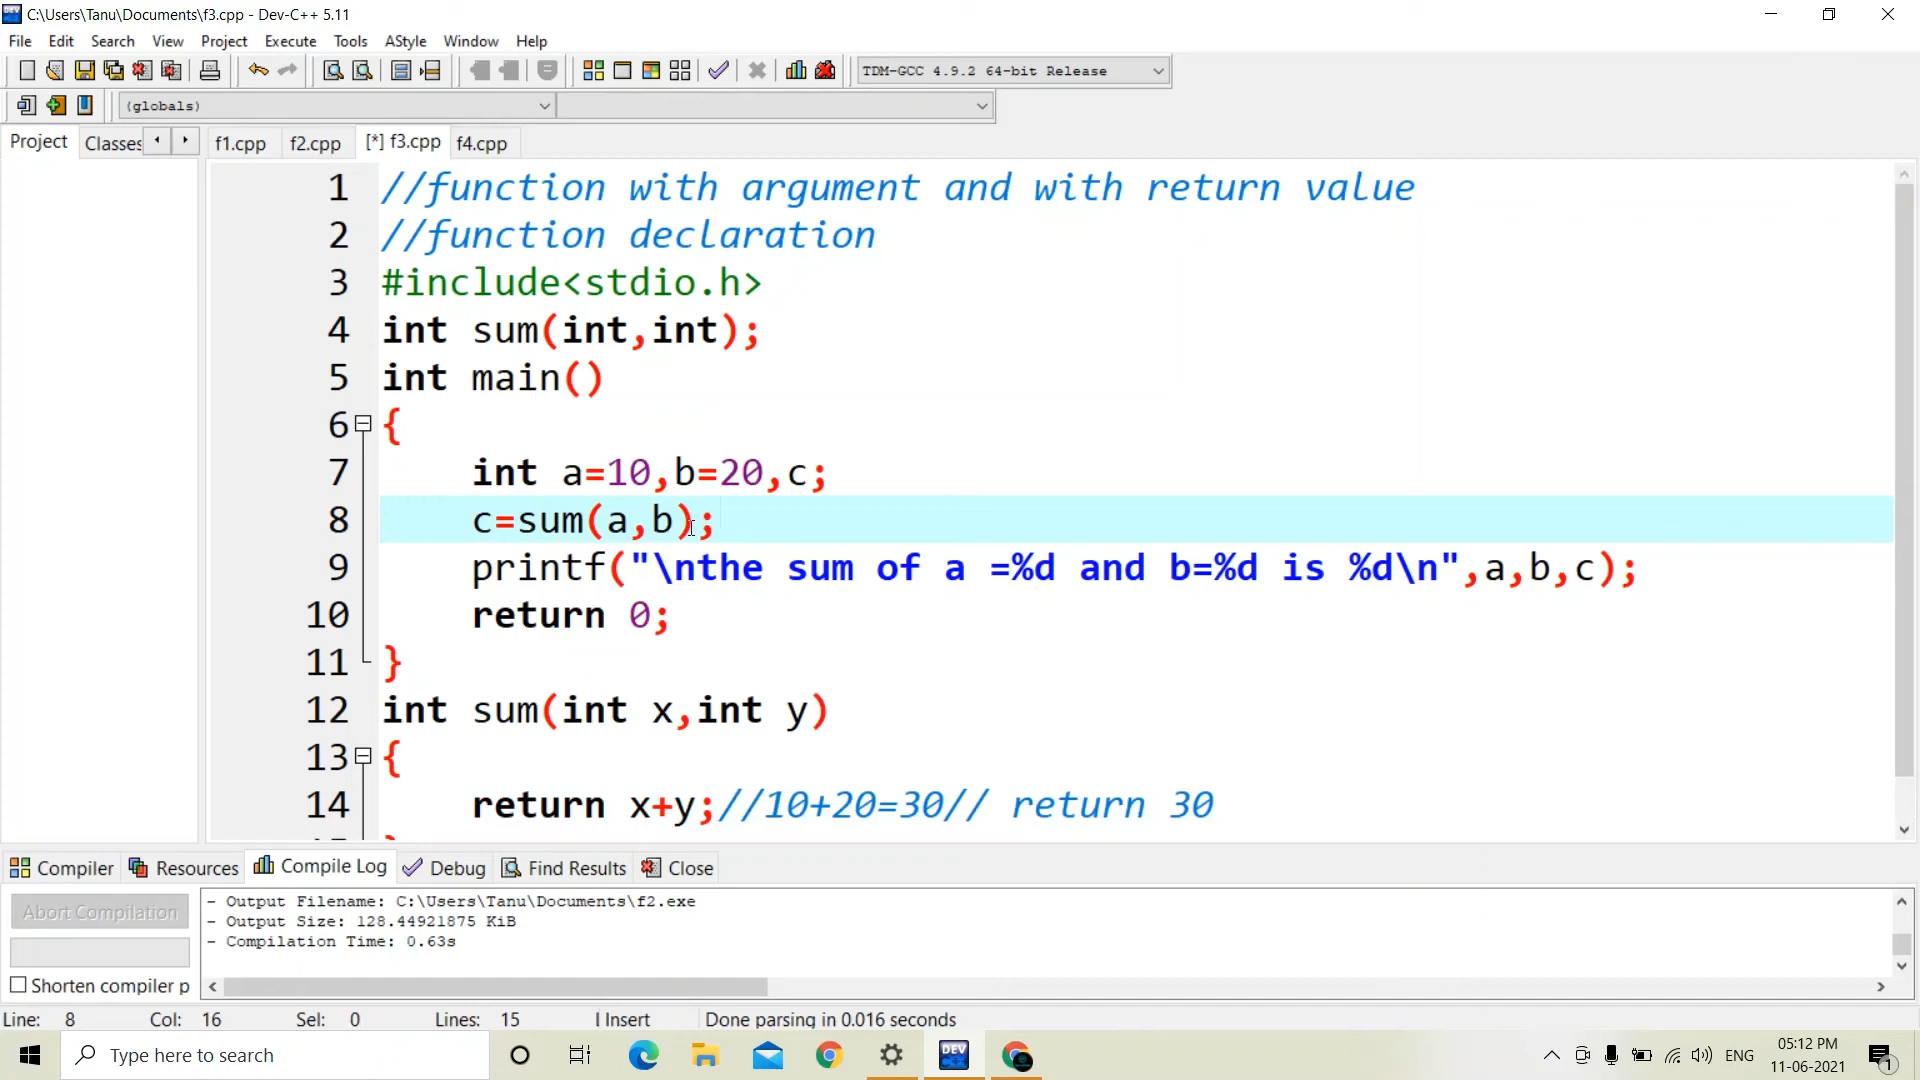 C:\Users\Tanu\Documents\f3.cpp - Dev-C++ 5.11
File Edit Search View Project Execute Tools AStyle Window Help
TDM-GCC 4.9.2 64-bit Release
(globals)
Project Classes f1.cpp f2.cpp [*] f3.cpp f4.cpp
1 //function with argument and with return value
2 //function declaration
3 #include<stdio.h>
4 int sum(int,int);
5 int main()
6 {
7 int a=10,b=20,c;
8 c=sum(a,b);
9 printf("\nthe sum of a =%d and b=%d is %d\n",a,b,c);
10 return 0;
11 }
12 int sum(int x,int y)
13 {
14 return x+y;//10+20=30// return 30
Compiler Resources Compile Log Debug Find Results Close
Abort Compilation
Shorten compiler p
- Output Filename: C:\Users\Tanu\Documents\f2.exe
- Output Size: 128.44921875 KiB
- Compilation Time: 0.63s
Line: 8 Col: 16 Sel: 0 Lines: 15 Insert Done parsing in 0.016 seconds
Type here to search
DEV
ENG
05:12 PM
11-06-2021
1